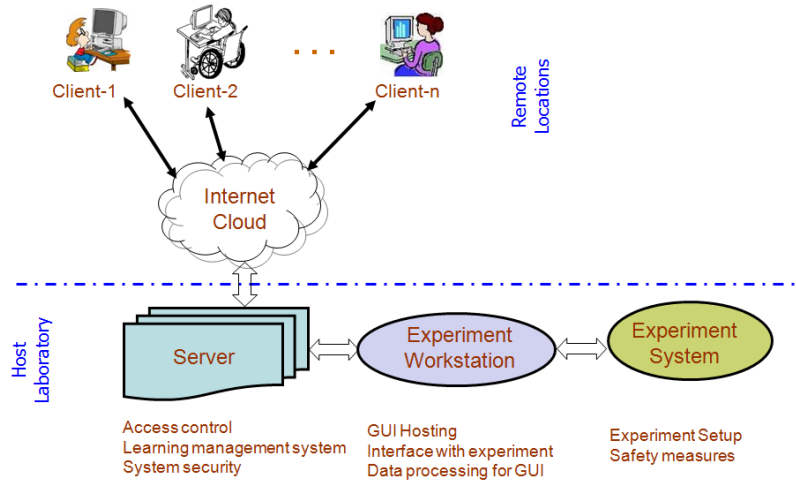 Client-1
Client-2
Client-n
Remote
Locations
Internet
Cloud
Host
Laboratory
Server
Experiment
Workstation
Experiment
System
Access control
Learning management system
System security
GUI Hosting
Interface with experiment
Data processing for GUI
Experiment Setup
Safety measures